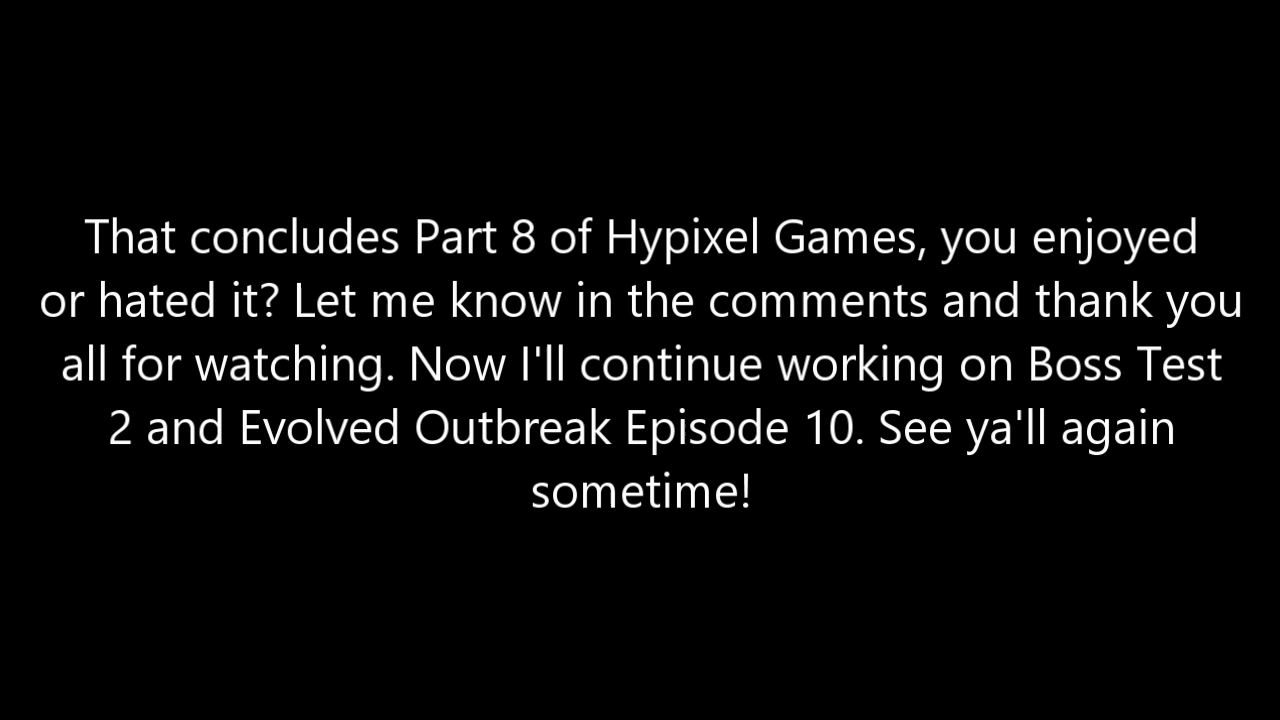 That concludes Part 8 of Hypixel Games, you enjoyed
or hated it? Let me know in the comments and thank you
all for watching. Now I'll continue working on Boss Test
2 and Evolved Outbreak Episode 10. See ya'll again
sometime!